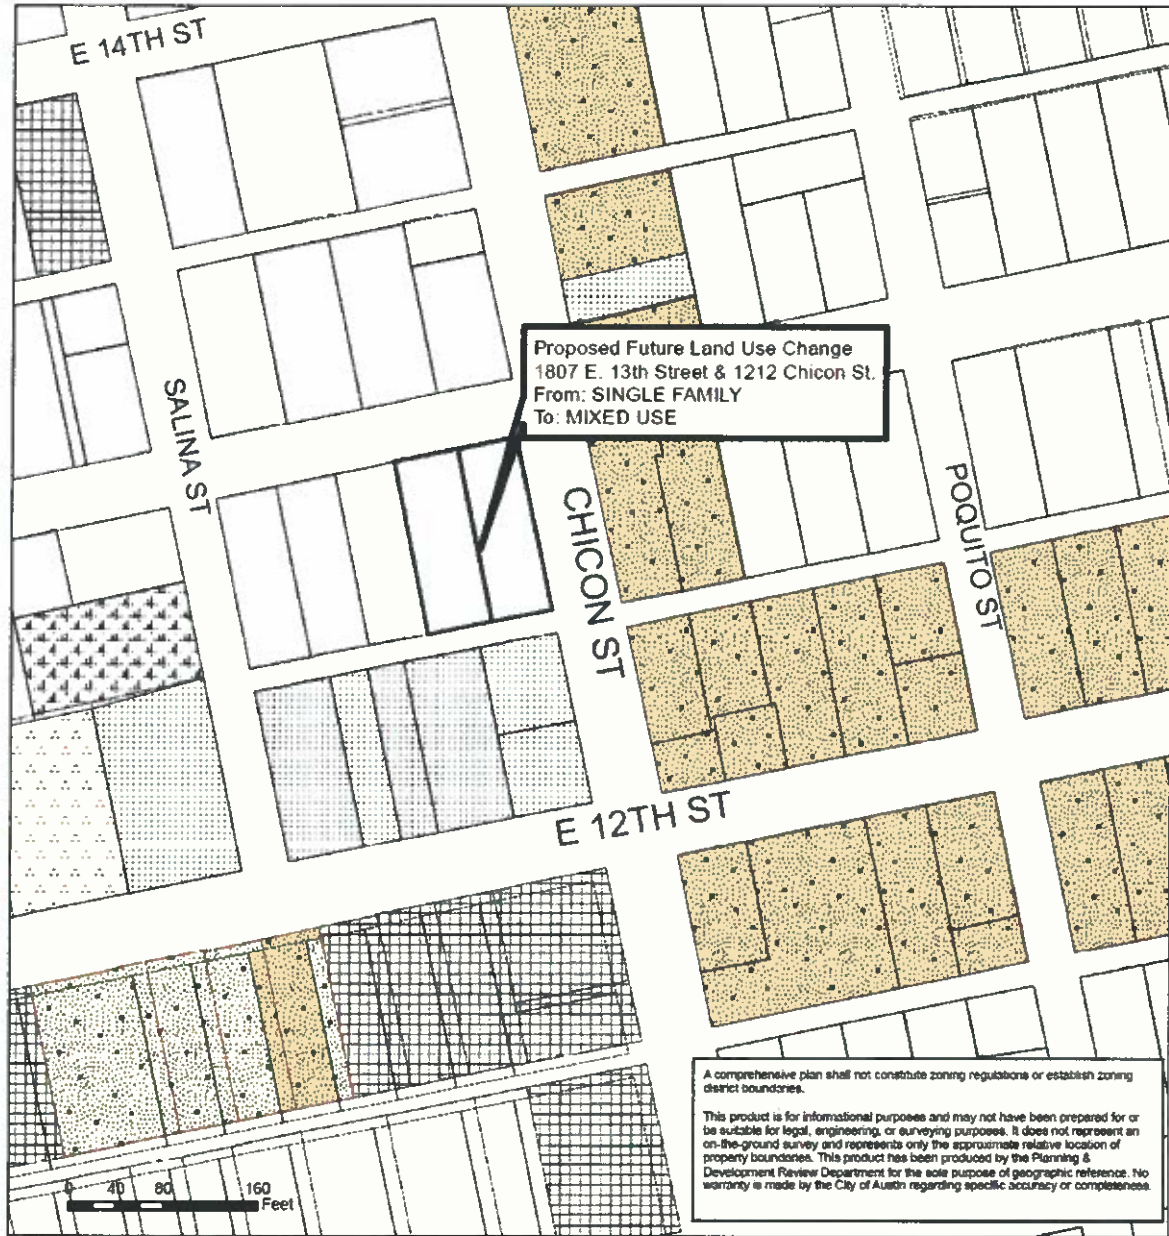 E 14TH ST
Proposed Future Land Use Change
1807 E. 13th Street & 1212 Chicon St.
From: SINGLE FAMILY
To: MIXED USE
SALINA ST
CHICON ST
POQUITO ST
E 12TH ST
A comprehensive plan shall not constitute zoning regulations or establish zoning
district boundaries.
This product is for informational purposes and may not have been prepared for or
be suitable for legal, engineering, or surveying purposes. It does not represent an
on-the-ground survey and represents only the approximate relative location of
property boundaries. This product has been produced by the Planning &
Development Review Department for the sole purpose of geographic reference. No
warranty is made by the City of Austin regarding specific accuracy or completeness.
0 40 80 160
Feet